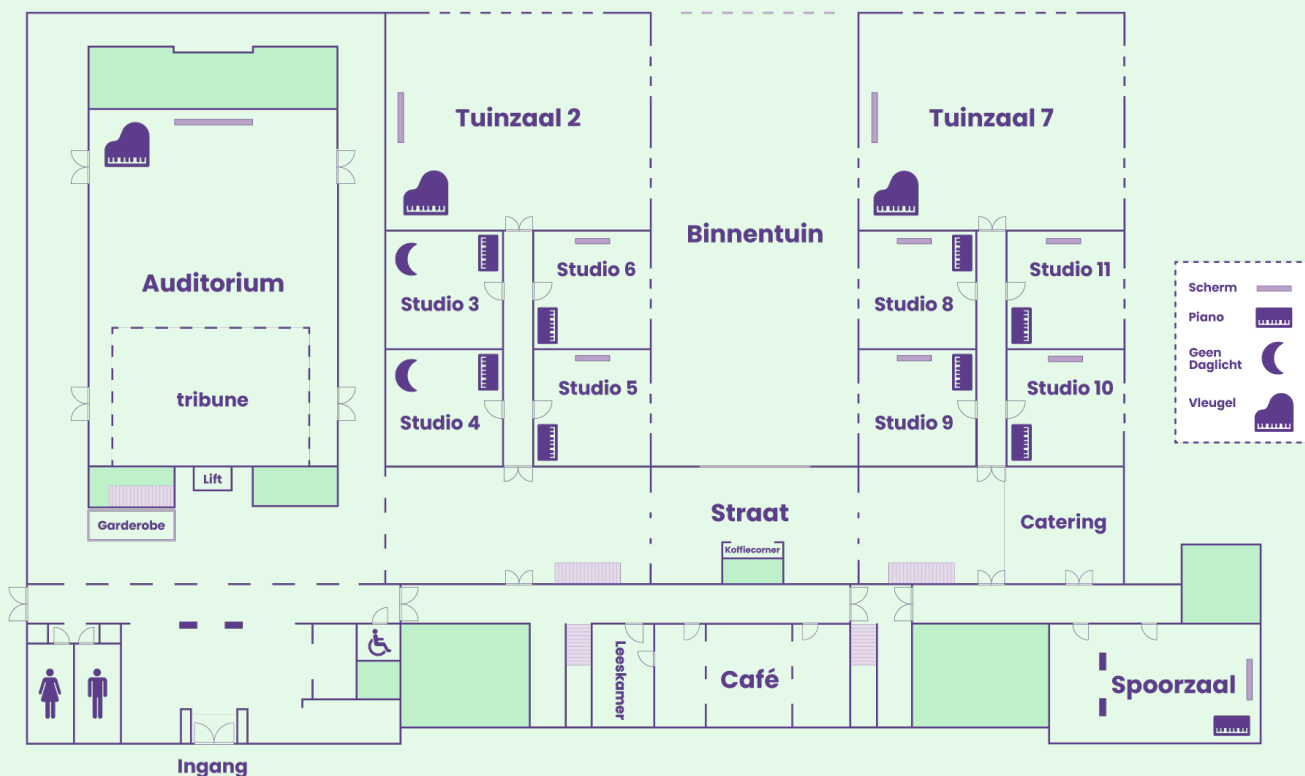 Tuinzaal 2
Tuinzaal 7
Binnentuin
Auditorium
Studio 3
Studio 6
Studio 8
Studio 11
tribune
Studio 4
Studio 5
Studio 9
Studio 10
Scherm
Piano
Geen
Daglicht
Vleugel
Lift
Garderobe
Straat
Koffiecorner
Catering
Leeskamer
Café
Spoorzaal
Ingang